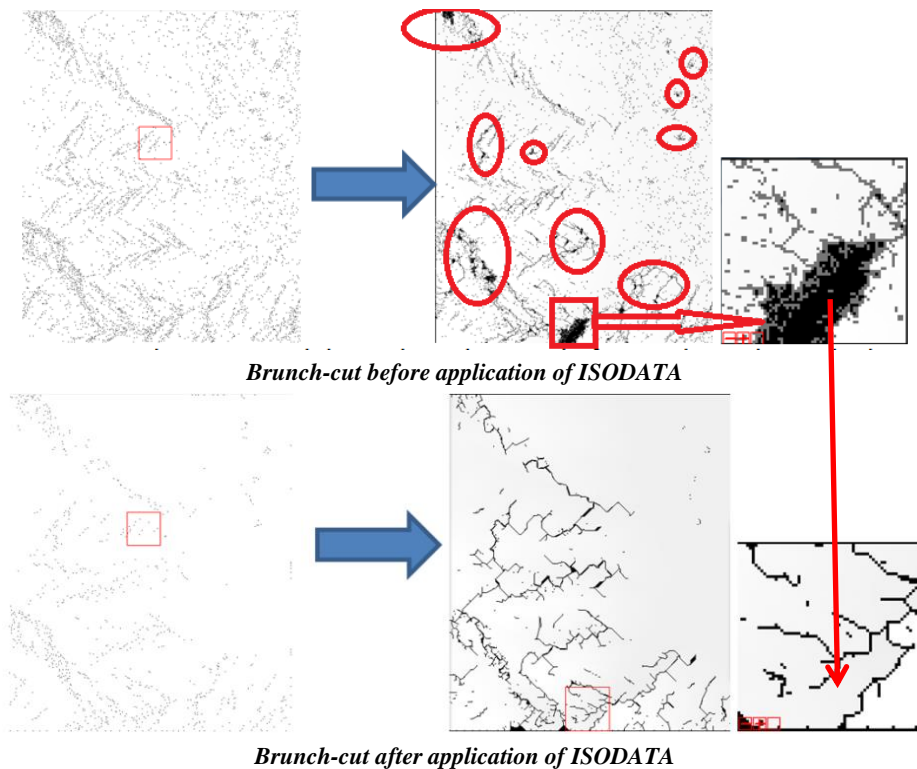 Brunch-cut before application of ISODATA
Brunch-cut after application of ISODATA